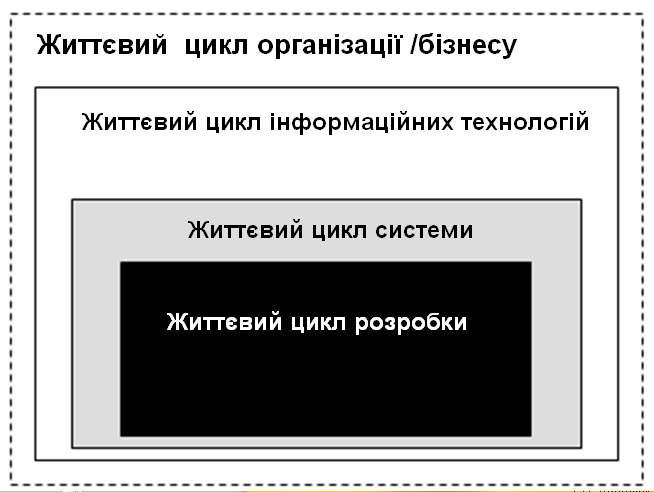 Життєвий цикл організації /бізнесу
Життєвий цикл інформаційних технологій
Життєвий цикл системи
Життєвий цикл розробки